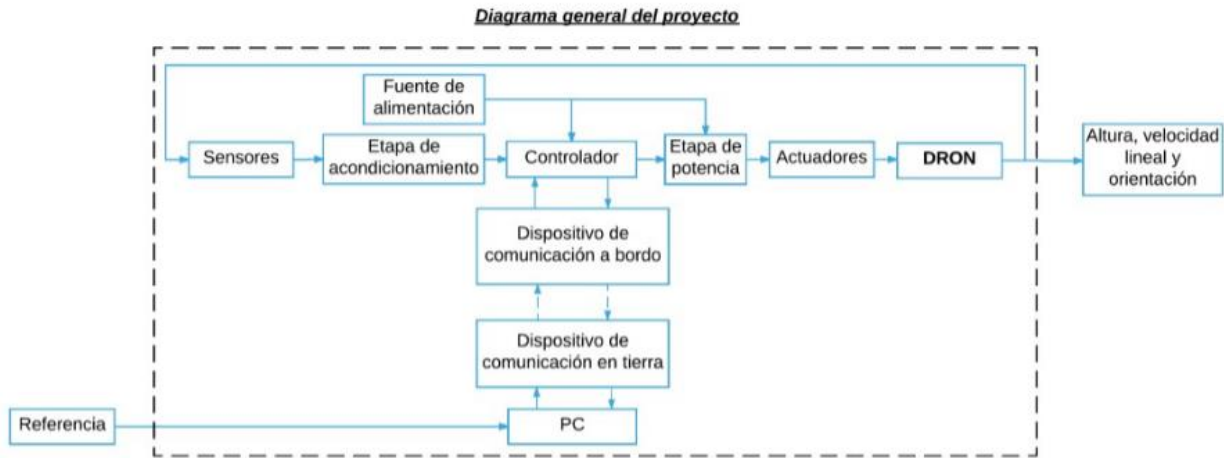 Diagrama general del proyecto
Fuente de
alimentación
Sensores
Etapa de
acondicionamiento
Controlador
Etapa de
potencia
Actuadores
DRON
Altura, velocidad
lineal y
orientación
Dispositivo de
comunicación a bordo
Dispositivo de
comunicación en tierra
Referencia
PC